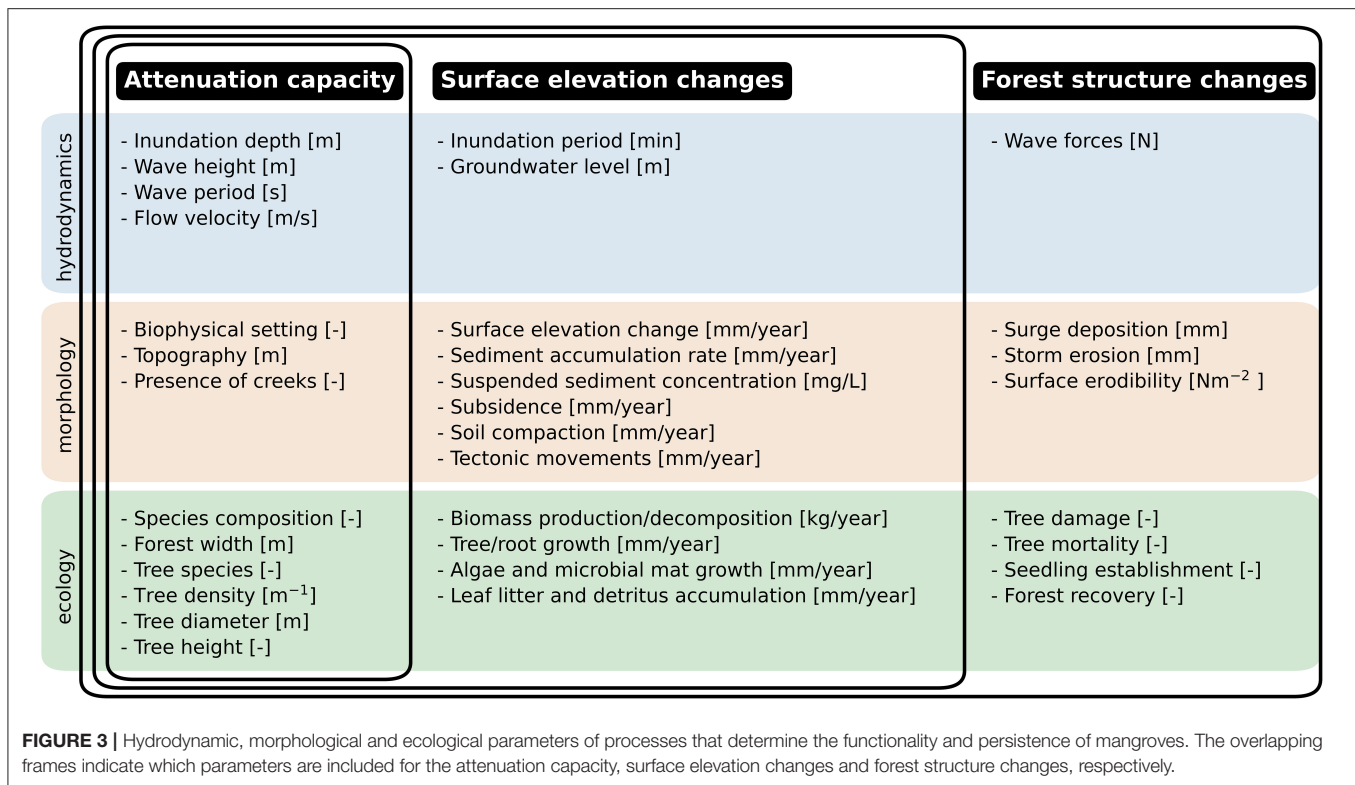 Attenuation capacity
Surface elevation changes
Forest structure changes
hydrodynamics
- Inundation depth [m]
- Wave height [m]
- Wave period [s]
- Flow velocity [m/s]
- Inundation period [min]
- Groundwater level [m]
- Wave forces [N]
morphology
- Biophysical setting [-]
- Topography [m]
- Presence of creeks [-]
- Surface elevation change [mm/year]
- Sediment accumulation rate [mm/year]
- Suspended sediment concentration [mg/L]
- Subsidence [mm/year]
- Soil compaction [mm/year]
- Tectonic movements [mm/year]
- Surge deposition [mm]
- Storm erosion [mm]
- Surface erodibility [Nm⁻² ]
ecology
- Species composition [-]
- Forest width [m]
- Tree species [-]
- Tree density [m⁻¹]
- Tree diameter [m]
- Tree height [-]
- Biomass production/decomposition [kg/year]
- Tree/root growth [mm/year]
- Algae and microbial mat growth [mm/year]
- Leaf litter and detritus accumulation [mm/year]
- Tree damage [-]
- Tree mortality [-]
- Seedling establishment [-]
- Forest recovery [-]
FIGURE 3 | Hydrodynamic, morphological and ecological parameters of processes that determine the functionality and persistence of mangroves. The overlapping
frames indicate which parameters are included for the attenuation capacity, surface elevation changes and forest structure changes, respectively.